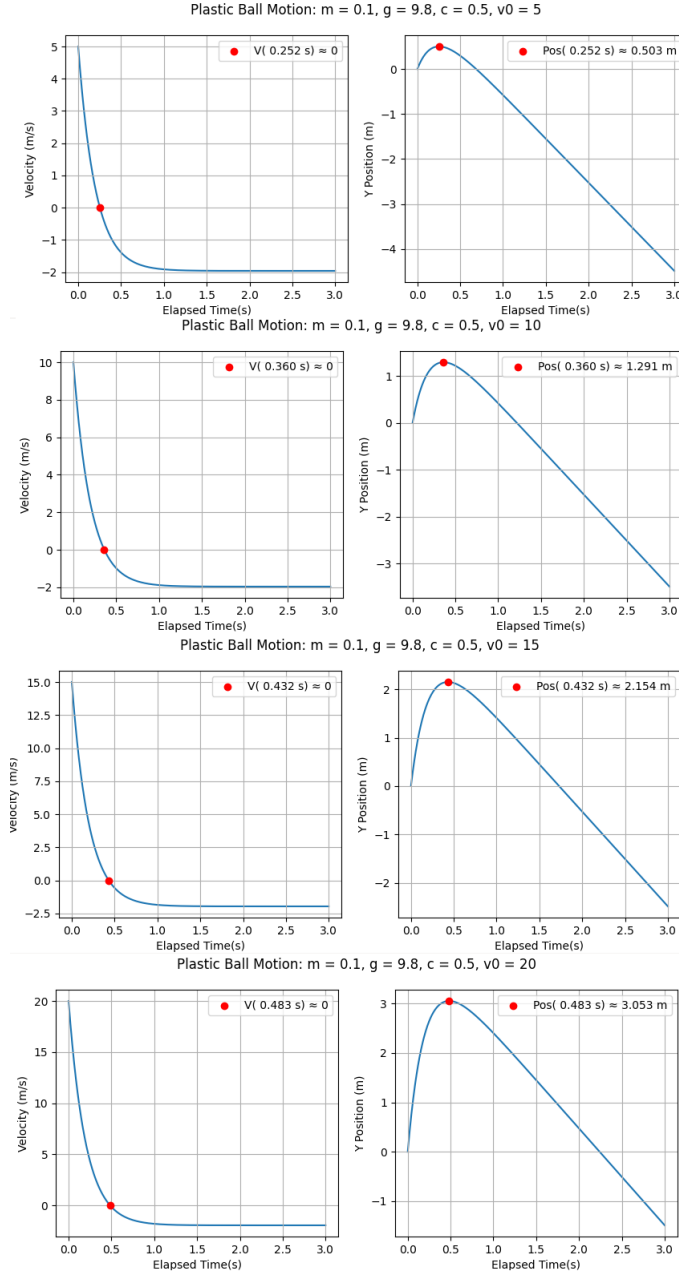 Plastic Ball Motion: m = 0.1, g = 9.8, c = 0.5, v0 = 5
V( 0.252 s) ≈ 0
5
4
3
2
1
0
−1
−2
Velocity (m/s)
0.0 0.5 1.0 1.5 2.0 2.5 3.0
Elapsed Time(s)
Pos( 0.252 s) ≈ 0.503 m
0
−1
−2
−3
−4
Y Position (m)
0.0 0.5 1.0 1.5 2.0 2.5 3.0
Elapsed Time(s)
Plastic Ball Motion: m = 0.1, g = 9.8, c = 0.5, v0 = 10
V( 0.360 s) ≈ 0
10
8
6
4
2
0
−2
Velocity (m/s)
0.0 0.5 1.0 1.5 2.0 2.5 3.0
Elapsed Time(s)
Pos( 0.360 s) ≈ 1.291 m
1
0
−1
−2
−3
Y Position (m)
0.0 0.5 1.0 1.5 2.0 2.5 3.0
Elapsed Time(s)
Plastic Ball Motion: m = 0.1, g = 9.8, c = 0.5, v0 = 15
V( 0.432 s) ≈ 0
15.0
12.5
10.0
7.5
5.0
2.5
0.0
−2.5
Velocity (m/s)
0.0 0.5 1.0 1.5 2.0 2.5 3.0
Elapsed Time(s)
Pos( 0.432 s) ≈ 2.154 m
2
1
0
−1
−2
Y Position (m)
0.0 0.5 1.0 1.5 2.0 2.5 3.0
Elapsed Time(s)
Plastic Ball Motion: m = 0.1, g = 9.8, c = 0.5, v0 = 20
V( 0.483 s) ≈ 0
20
15
10
5
0
Velocity (m/s)
0.0 0.5 1.0 1.5 2.0 2.5 3.0
Elapsed Time(s)
Pos( 0.483 s) ≈ 3.053 m
3
2
1
0
−1
Y Position (m)
0.0 0.5 1.0 1.5 2.0 2.5 3.0
Elapsed Time(s)